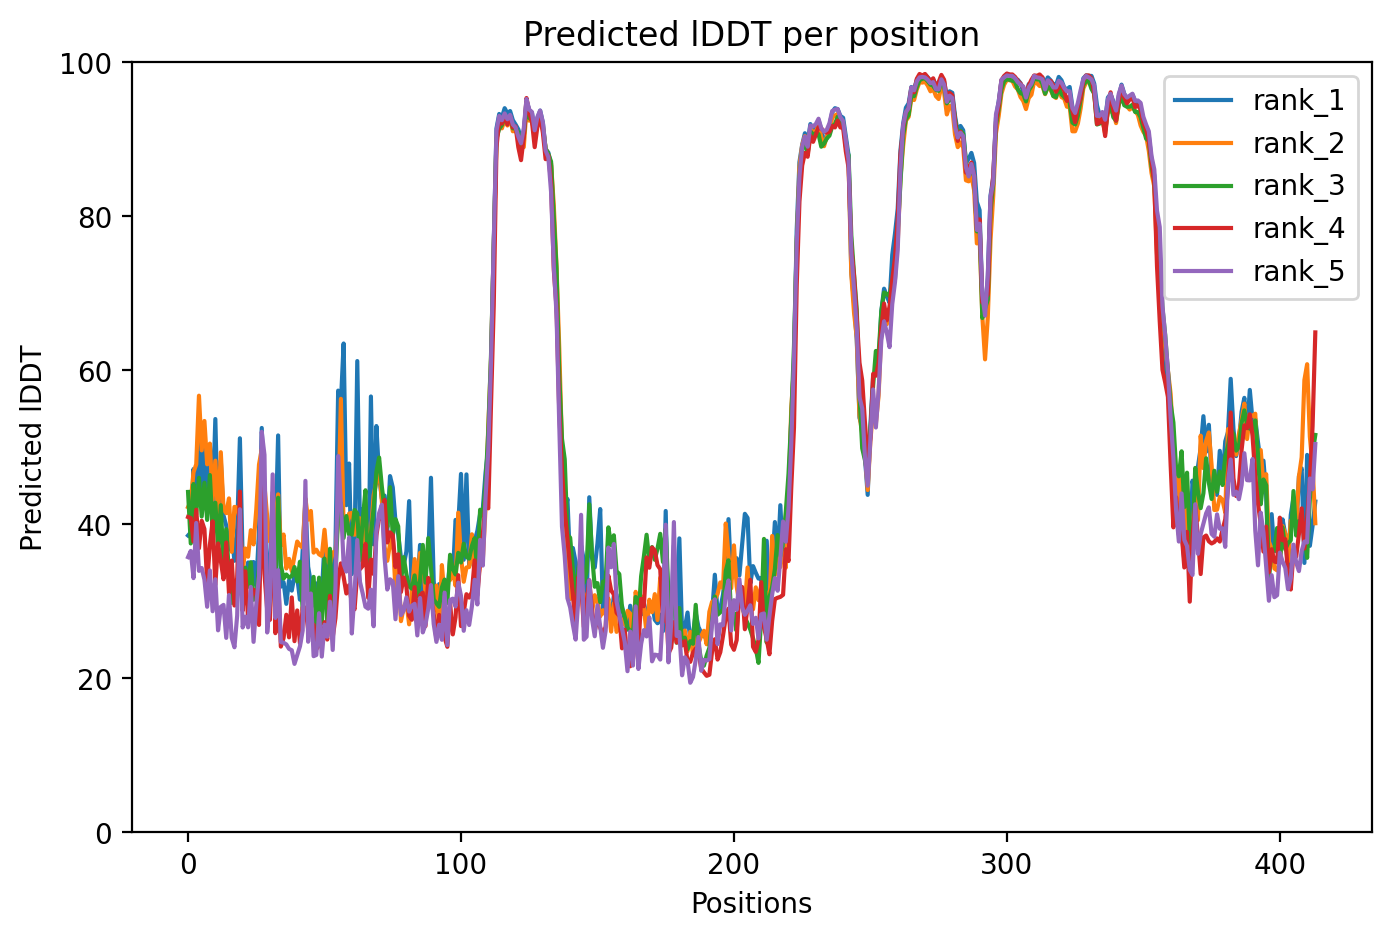 Predicted lDDT per position
Predicted lDDT
100
80
60
40
20
0
rank_1
rank_2
rank_3
rank_4
rank_5
0 100 200 300 400
Positions